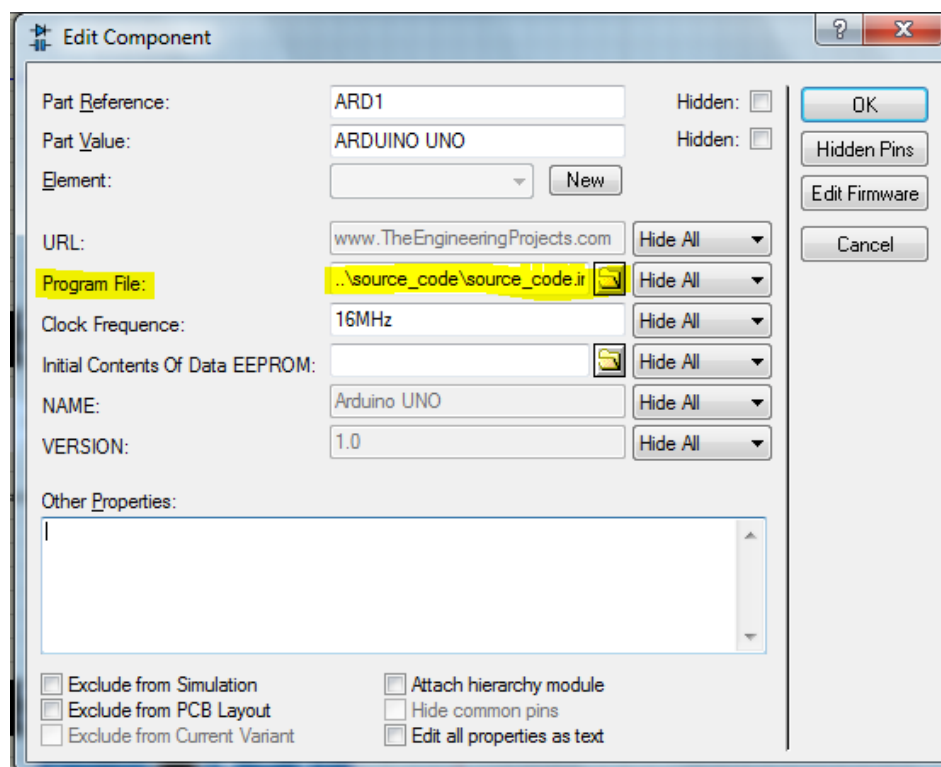 Edit Component
Part Reference: ARD1 Hidden: OK
Part Value: ARDUINO UNO Hidden: Hidden Pins
Element: New Edit Firmware
URL: www.TheEngineeringProjects.com Hide All Cancel
Program File: ..\source_code\source_code.ir Hide All
Clock Frequence: 16MHz Hide All
Initial Contents Of Data EEPROM: Hide All
NAME: Arduino UNO Hide All
VERSION: 1.0 Hide All
Other Properties:
Exclude from Simulation Attach hierarchy module
Exclude from PCB Layout Hide common pins
Exclude from Current Variant Edit all properties as text